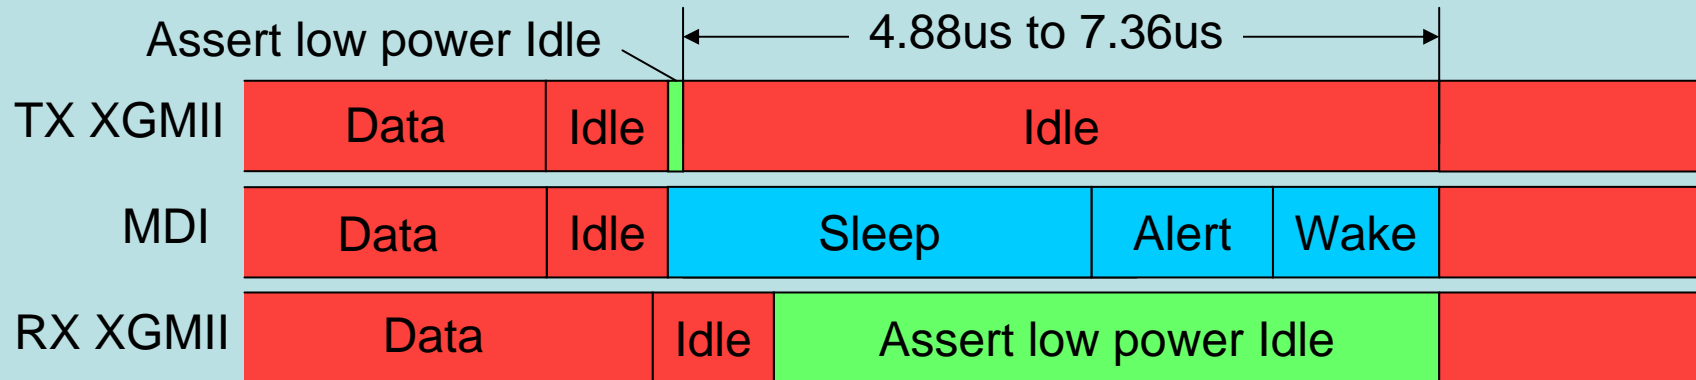 Assert low power Idle
4.88us to 7.36us
TX XGMII Data Idle Idle
MDI Data Idle Sleep Alert Wake
RX XGMII Data Idle Assert low power Idle